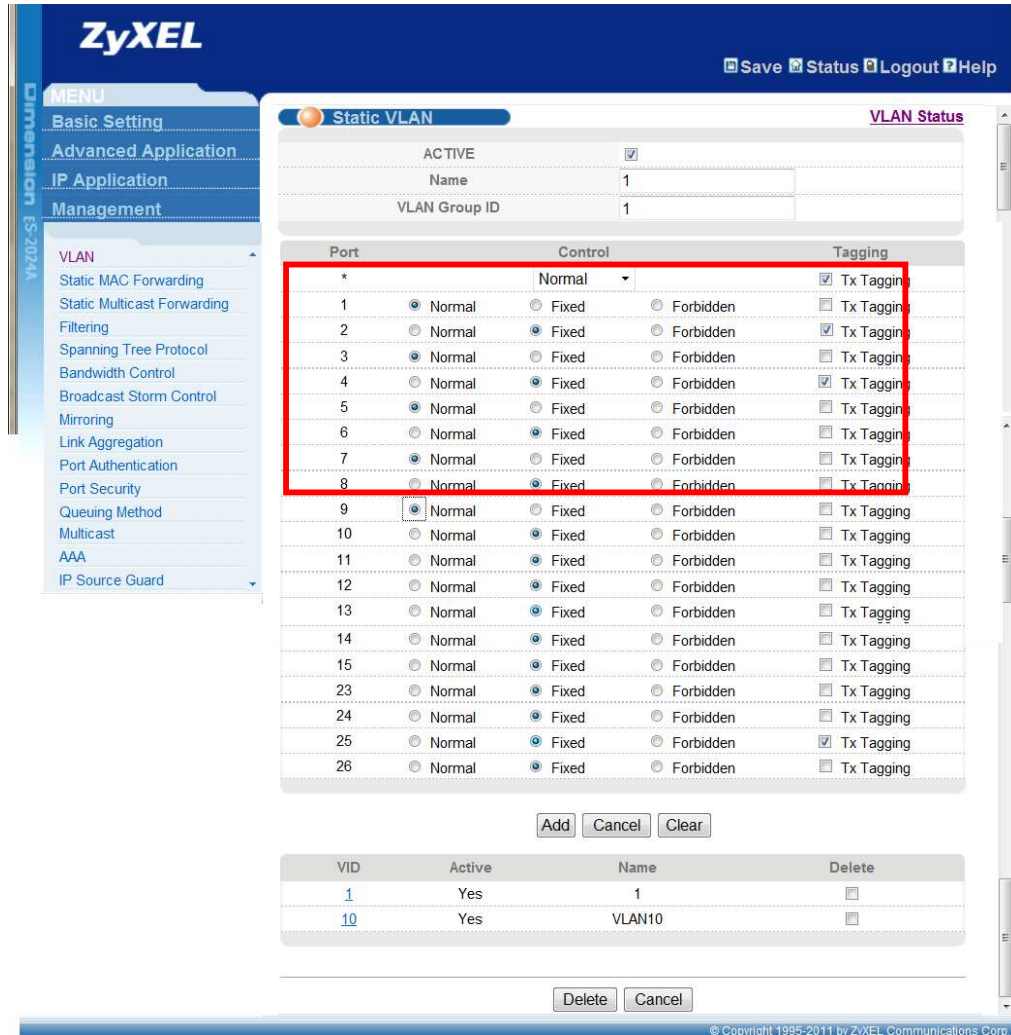 ZyXEL
Save Status Logout Help
Dimension ES-2024A
MENU
Basic Setting
Advanced Application
IP Application
Management
VLAN
Static MAC Forwarding
Static Multicast Forwarding
Filtering
Spanning Tree Protocol
Bandwidth Control
Broadcast Storm Control
Mirroring
Link Aggregation
Port Authentication
Port Security
Queuing Method
Multicast
AAA
IP Source Guard
Static VLAN VLAN Status
ACTIVE
Name 1
VLAN Group ID 1
Port Control Tagging
* Normal Tx Tagging
1 Normal Fixed Forbidden Tx Tagging
2 Normal Fixed Forbidden Tx Tagging
3 Normal Fixed Forbidden Tx Tagging
4 Normal Fixed Forbidden Tx Tagging
5 Normal Fixed Forbidden Tx Tagging
6 Normal Fixed Forbidden Tx Tagging
7 Normal Fixed Forbidden Tx Tagging
8 Normal Fixed Forbidden Tx Tagging
9 Normal Fixed Forbidden Tx Tagging
10 Normal Fixed Forbidden Tx Tagging
11 Normal Fixed Forbidden Tx Tagging
12 Normal Fixed Forbidden Tx Tagging
13 Normal Fixed Forbidden Tx Tagging
14 Normal Fixed Forbidden Tx Tagging
15 Normal Fixed Forbidden Tx Tagging
23 Normal Fixed Forbidden Tx Tagging
24 Normal Fixed Forbidden Tx Tagging
25 Normal Fixed Forbidden Tx Tagging
26 Normal Fixed Forbidden Tx Tagging
Add Cancel Clear
VID Active Name Delete
1 Yes 1
10 Yes VLAN10
Delete Cancel
© Copyright 1995-2011 by ZyXEL Communications Corp